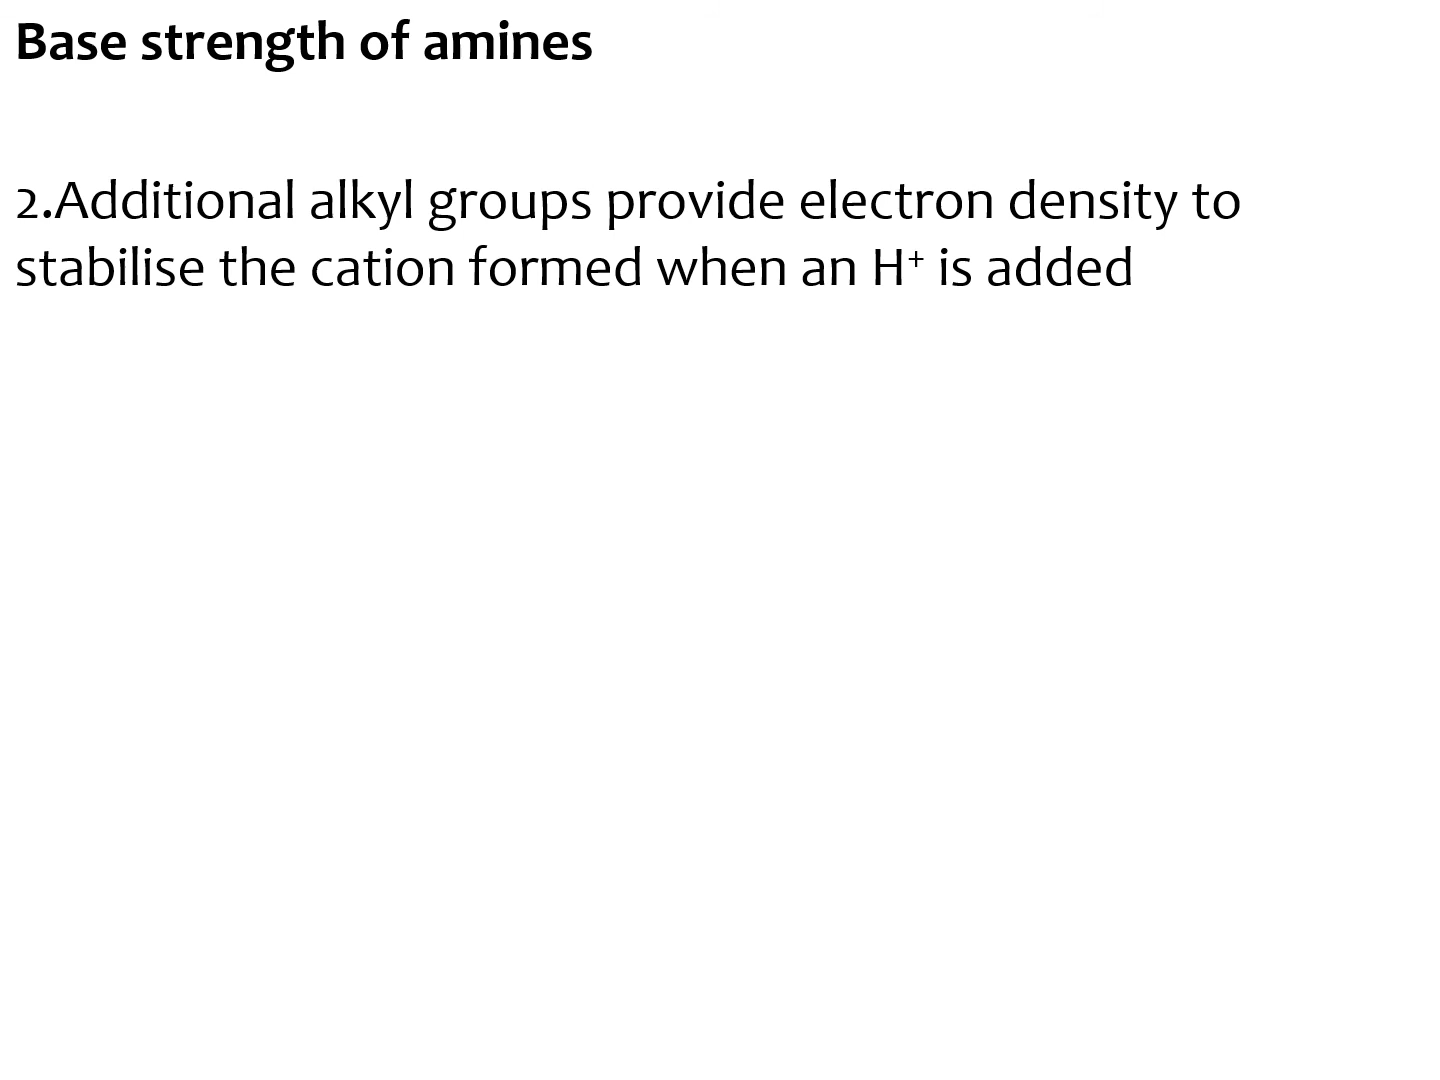 Base strength of amines
2.Additional alkyl groups provide electron density to
stabilise the cation formed when an H⁺ is added